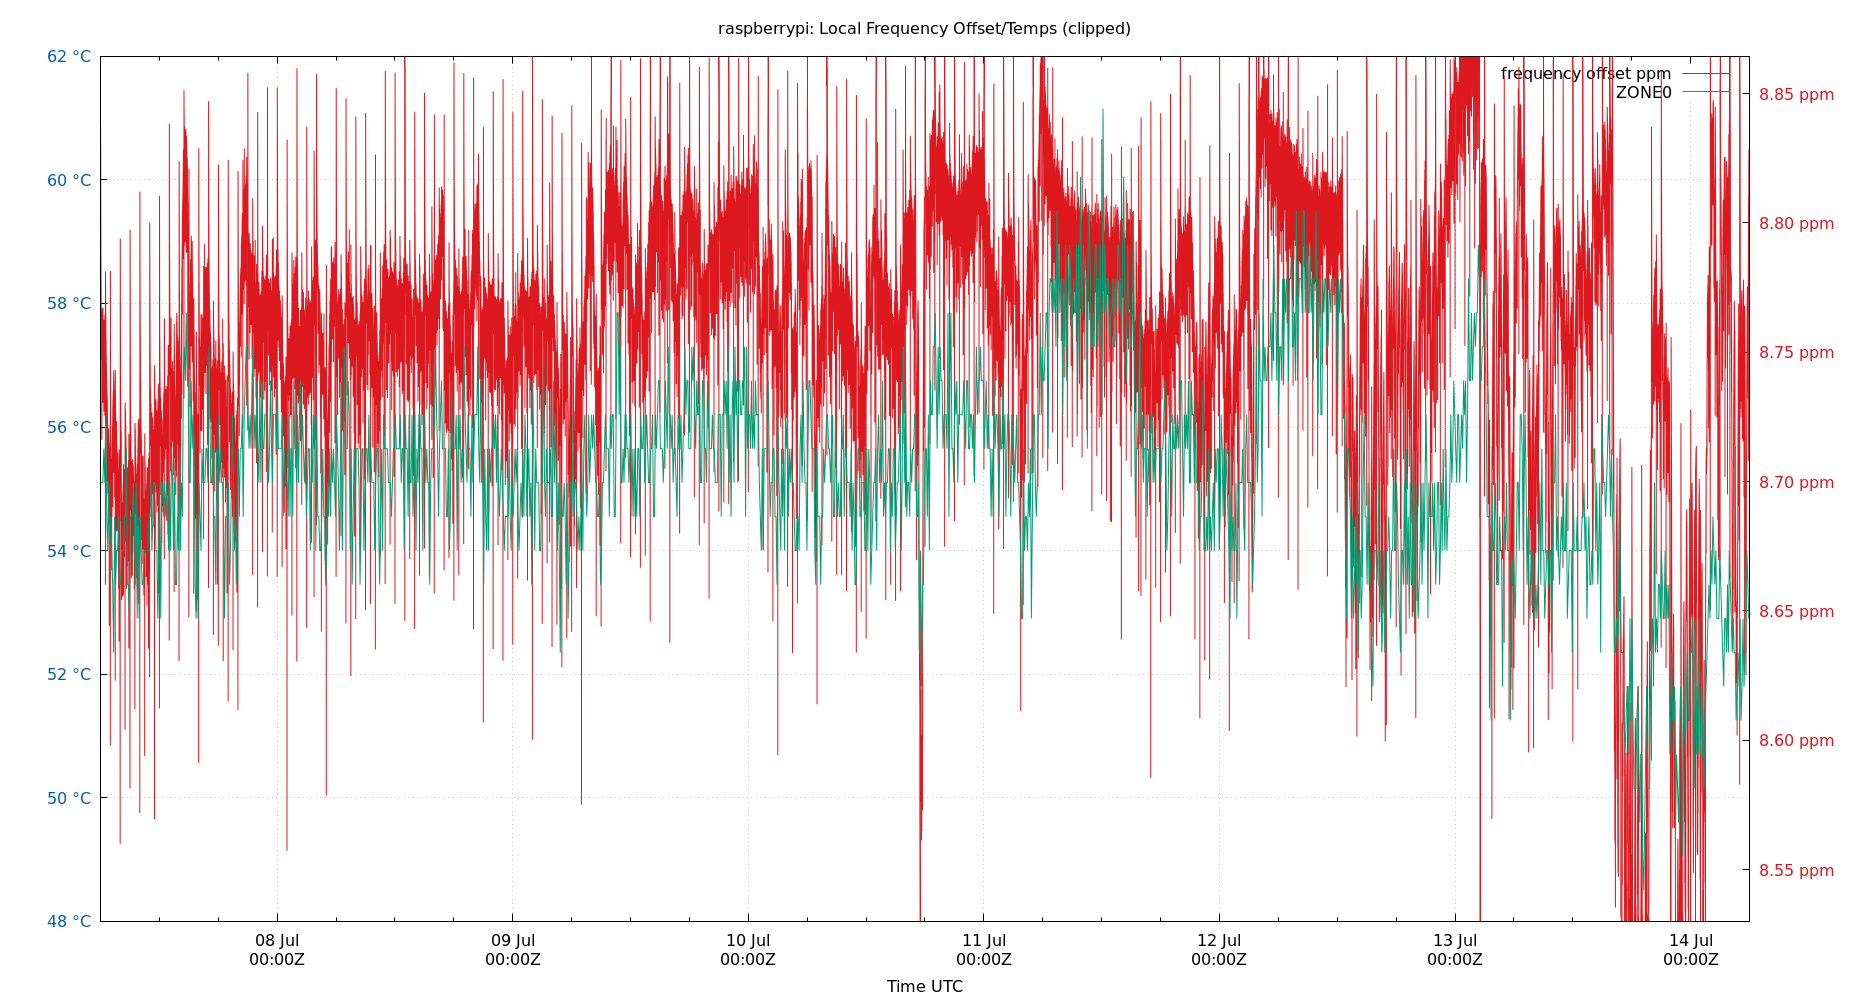 raspberrypi: Local Frequency Offset/Temps (clipped)
62 °C
60 °C
58 °C
56 °C
54 °C
52 °C
50 °C
48 °C
frequency offset ppm
ZONE0
8.85 ppm
8.80 ppm
8.75 ppm
8.70 ppm
8.65 ppm
8.60 ppm
8.55 ppm
08 Jul 09 Jul 10 Jul 11 Jul 12 Jul 13 Jul 14 Jul
00:00Z 00:00Z 00:00Z 00:00Z 00:00Z 00:00Z 00:00Z
Time UTC